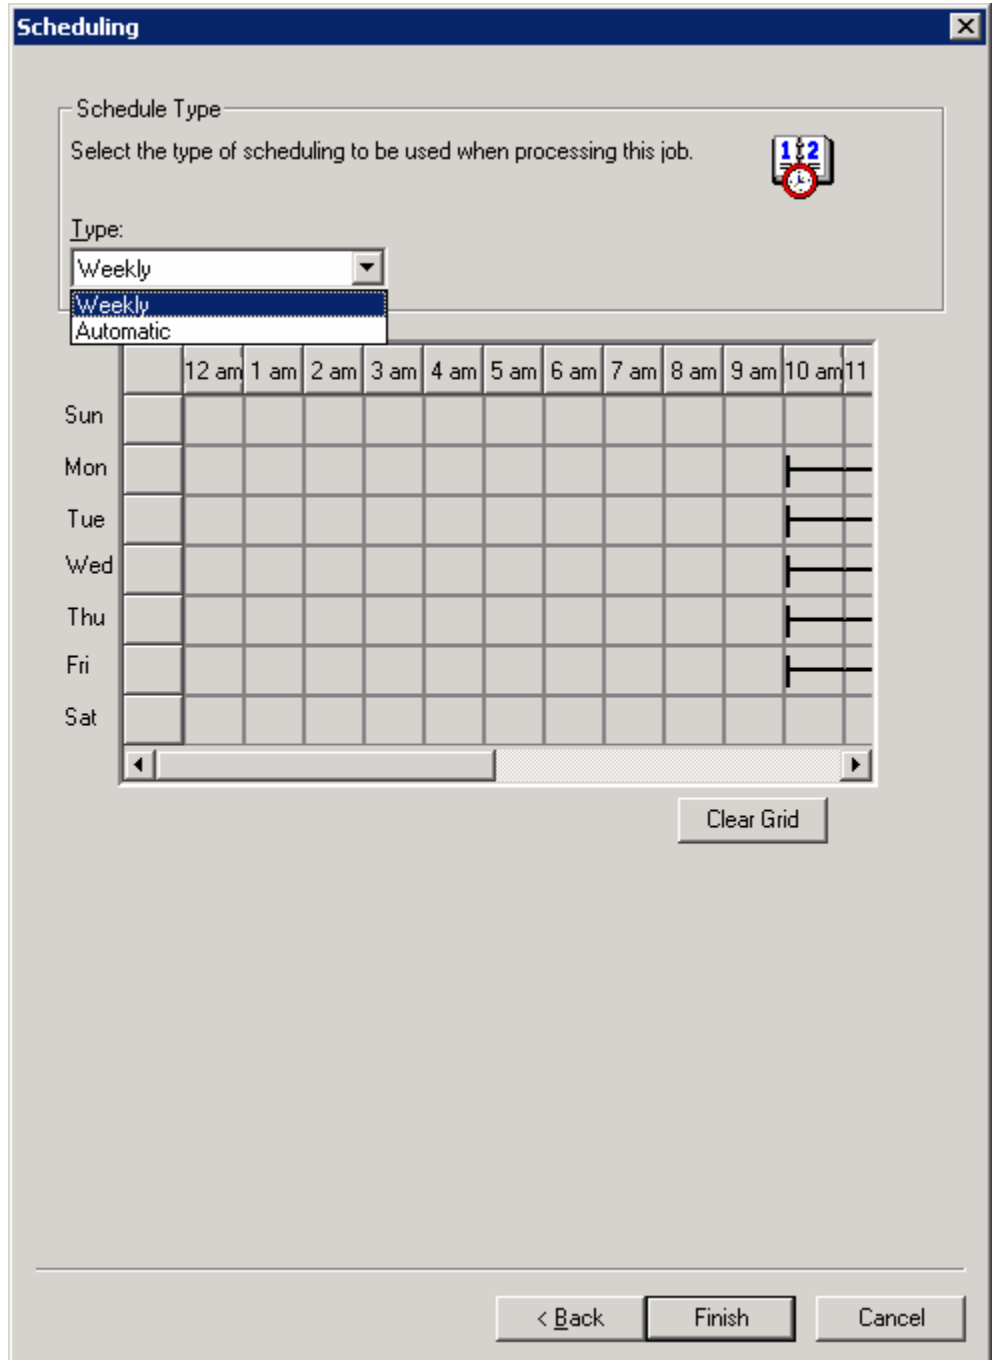 Scheduling
Schedule Type
Select the type of scheduling to be used when processing this job.
1 2
Type:
Weekly
Weekly
Automatic
12 am 1 am 2 am 3 am 4 am 5 am 6 am 7 am 8 am 9 am 10 am 11
Sun
Mon
Tue
Wed
Thu
Fri
Sat
Clear Grid
< Back Finish Cancel